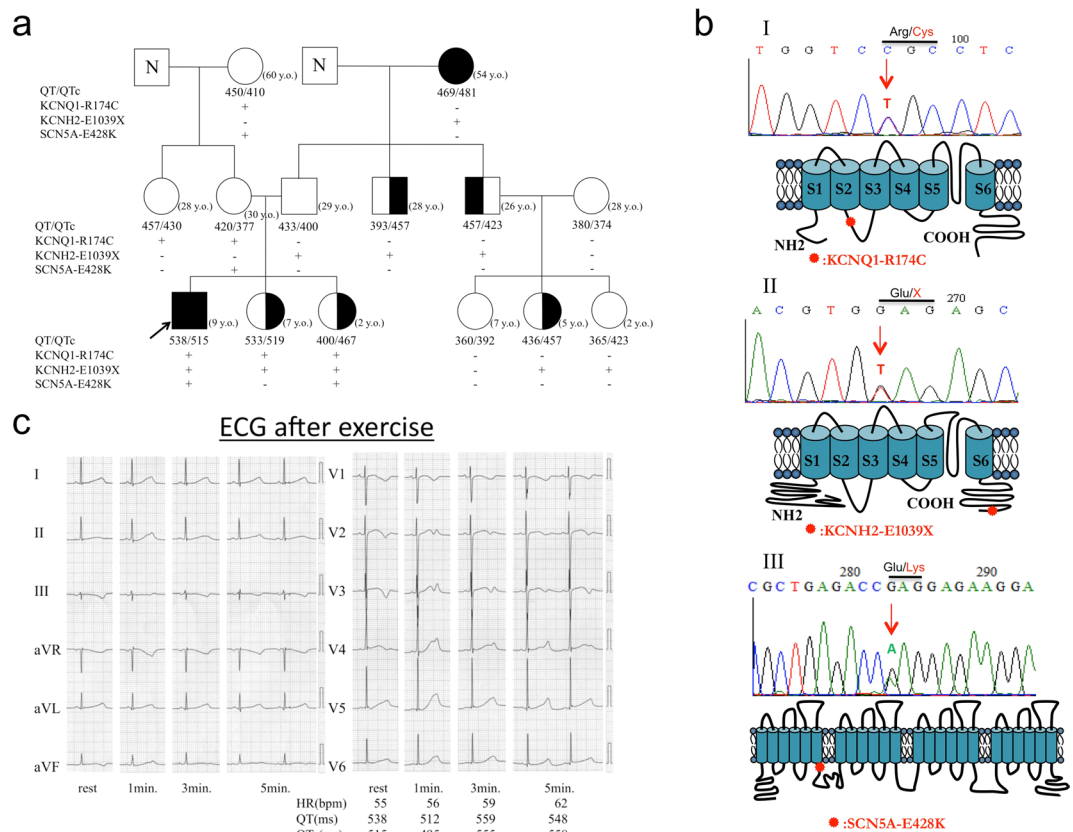 a
N
(60 y.o.)
N
(54 y.o.)
QT/QTc 450/410 469/481
KCNQ1-R174C + -
KCNH2-E1039X - +
SCN5A-E428K + -
(28 y.o.) (30 y.o.) (29 y.o.) (28 y.o.) (26 y.o.) (28 y.o.)
QT/QTc 457/430 420/377 433/400 393/457 457/423 380/374
KCNQ1-R174C + + - - - -
KCNH2-E1039X - - + + + -
SCN5A-E428K - + - - - -
(9 y.o.) (7 y.o.) (2 y.o.) (7 y.o.) (5 y.o.) (2 y.o.)
QT/QTc 538/515 533/519 400/467 360/392 436/457 365/423
KCNQ1-R174C + + + - - -
KCNH2-E1039X + + + - + +
SCN5A-E428K + - + - - -
b
I
Arg/Cys 100
T G G T C C G C C T C
T
S1 S2 S3 S4 S5 S6
NH2
COOH
:KCNQ1-R174C
II
Glu/X 270
A C G T G G A G A G C
T
S1 S2 S3 S4 S5 S6
NH2
COOH
:KCNH2-E1039X
III
280 Glu/Lys 290
CGCTGAGACCGAGGAGAAGGA
A
:SCN5A-E428K
c
ECG after exercise
I
II
III
aVR
aVL
aVF
V1
V2
V3
V4
V5
V6
rest 1min. 3min. 5min. rest 1min. 3min. 5min.
HR(bpm) 55 56 59 62
QT(ms) 538 512 559 548